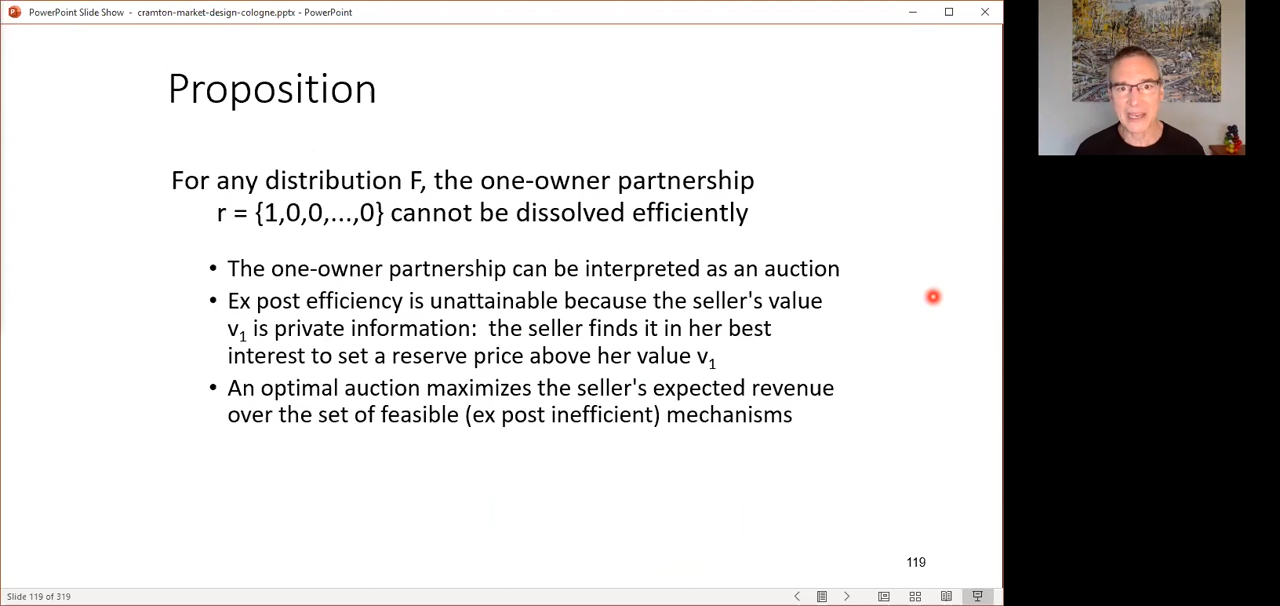 PowerPoint Slide Show - cramton-market-design-cologne.pptx - PowerPoint
Proposition
For any distribution F, the one-owner partnership
r = {1,0,0,...,0} cannot be dissolved efficiently
• The one-owner partnership can be interpreted as an auction
• Ex post efficiency is unattainable because the seller's value
v₁ is private information: the seller finds it in her best
interest to set a reserve price above her value v₁
• An optimal auction maximizes the seller's expected revenue
over the set of feasible (ex post inefficient) mechanisms
119
Slide 119 of 319